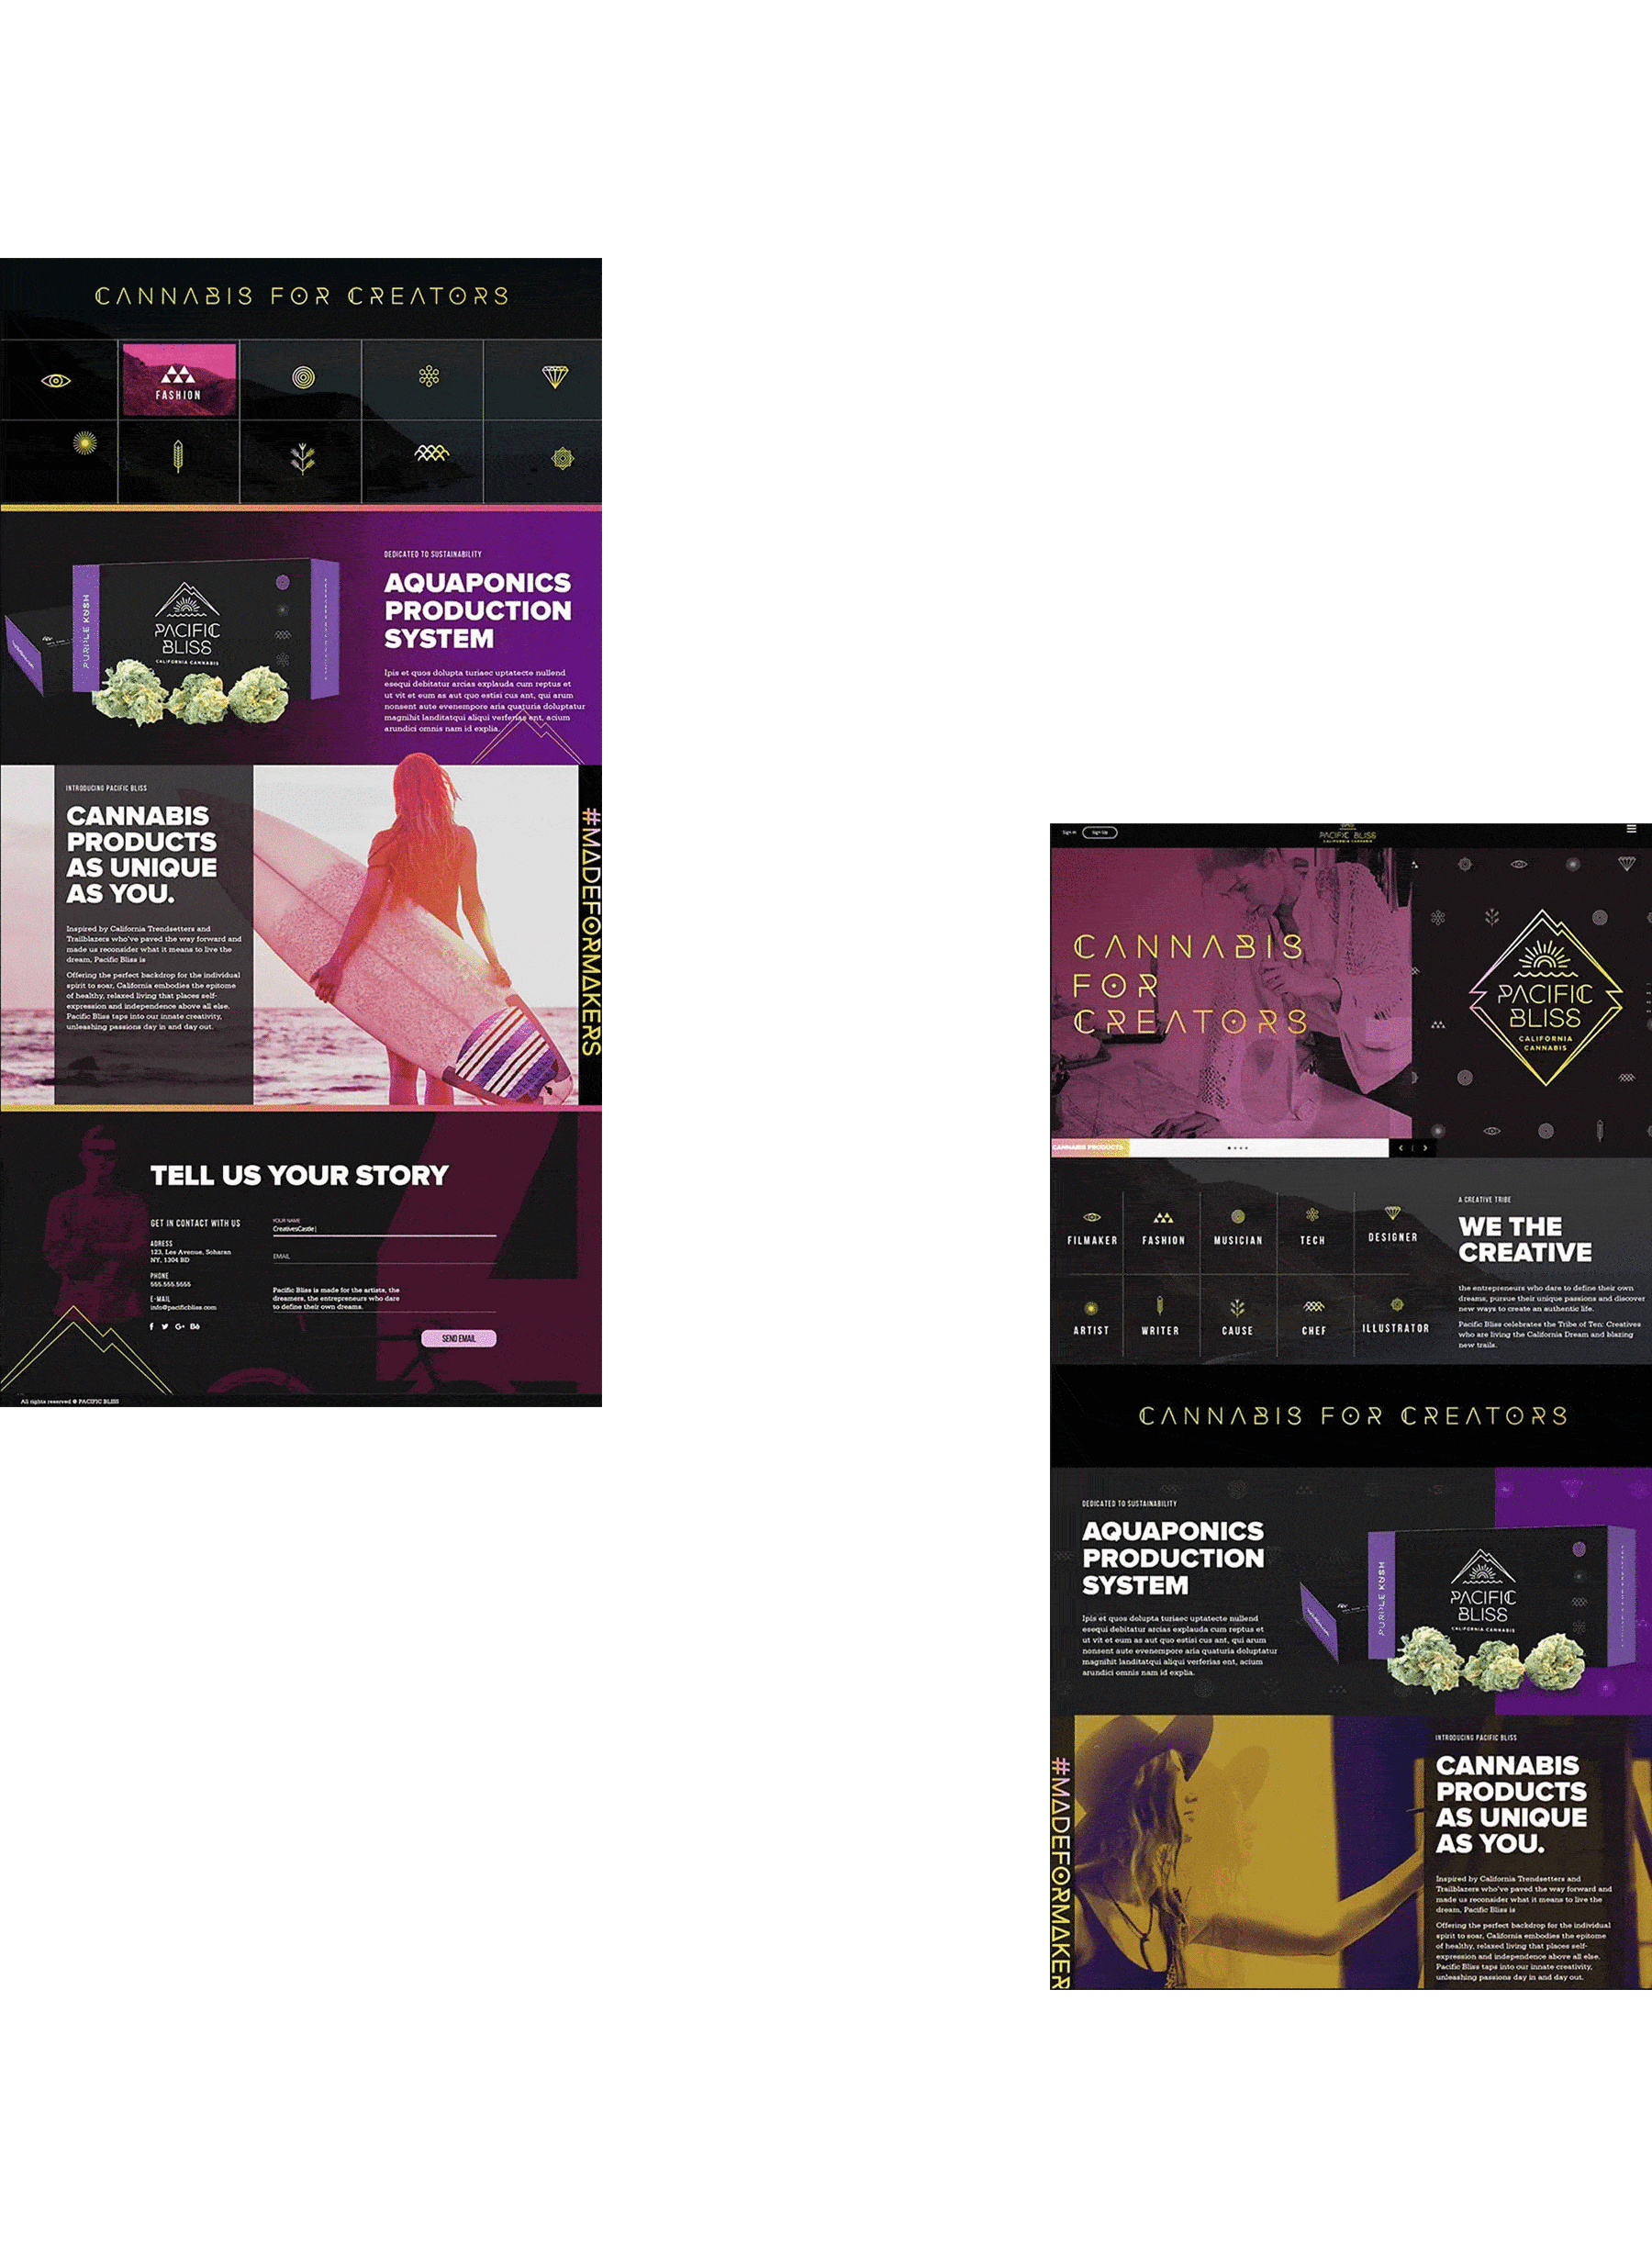 CANNABIS FOR CREATORS
FASHION
PURPLE KUSH
PACIFIC
BLISS
CALIFORNIA CANNABIS
DEDICATED TO SUSTAINABILITY
AQUAPONICS
PRODUCTION
SYSTEM
Ipis et quos dolupta turiaec uptatecte nullend
esequi debitatur arcias explauda cum reptus et
ut vit et eum as aut quo estisi cus ant, qui arum
nonsent aute evenempore aria quaturia doluptatur
magnihit landitatqui aliqui verferias ent, acium
arundici omnis nam id explia.
INTRODUCING PACIFIC BLISS
CANNABIS
PRODUCTS
AS UNIQUE
AS YOU.
Inspired by California Trendsetters and
Trailblazers who've paved the way forward and
made us reconsider what it means to live the
dream, Pacific Bliss is
Offering the perfect backdrop for the individual
spirit to soar, California embodies the epitome
of healthy, relaxed living that places self-
expression and independence above all else.
Pacific Bliss taps into our innate creativity,
unleashing passions day in and day out.
#MADEFORMAKERS
TELL US YOUR STORY
GET IN CONTACT WITH US
ADRESS
123, Les Avenue, Soharan
NY, 1304 BD
PHONE
555.555.5555
E-MAIL
info@pacificbliss.com
YOUR NAME
CreativesCastle|
EMAIL
Pacific Bliss is made for the artists, the
dreamers, the entrepreneurs who dare
to define their own dreams.
SEND EMAIL
All rights reserved © PACIFIC BLISS
Sign in
Sign Up
PACIFIC BLISS
CALIFORNIA CANNABIS
CANNABIS
FOR
CREATORS
PACIFIC
BLISS
CALIFORNIA
CANNABIS
CANNABIS PRODUCTS
FILMAKER
FASHION
MUSICIAN
TECH
DESIGNER
ARTIST
WRITER
CAUSE
CHEF
ILLUSTRATOR
A CREATIVE TRIBE
WE THE
CREATIVE
the entrepreneurs who dare to define their own
dreams, pursue their unique passions and discover
new ways to create an authentic life.
Pacific Bliss celebrates the Tribe of Ten: Creatives
who are living the California Dream and blazing
new trails.
CANNABIS FOR CREATORS
DEDICATED TO SUSTAINABILITY
AQUAPONICS
PRODUCTION
SYSTEM
Ipis et quos dolupta turiaec uptatecte nullend
esequi debitatur arcias explauda cum reptus et
ut vit et eum as aut quo estisi cus ant, qui arum
nonsent aute evenempore aria quaturia doluptatur
magnihit landitatqui aliqui verferias ent, acium
arundici omnis nam id explia.
PURPLE KUSH
PACIFIC
BLISS
CALIFORNIA CANNABIS
#MADEFORMAKER
INTRODUCING PACIFIC BLISS
CANNABIS
PRODUCTS
AS UNIQUE
AS YOU.
Inspired by California Trendsetters and
Trailblazers who've paved the way forward and
made us reconsider what it means to live the
dream, Pacific Bliss is
Offering the perfect backdrop for the individual
spirit to soar, California embodies the epitome
of healthy, relaxed living that places self-
expression and independence above all else.
Pacific Bliss taps into our innate creativity,
unleashing passions day in and day out.